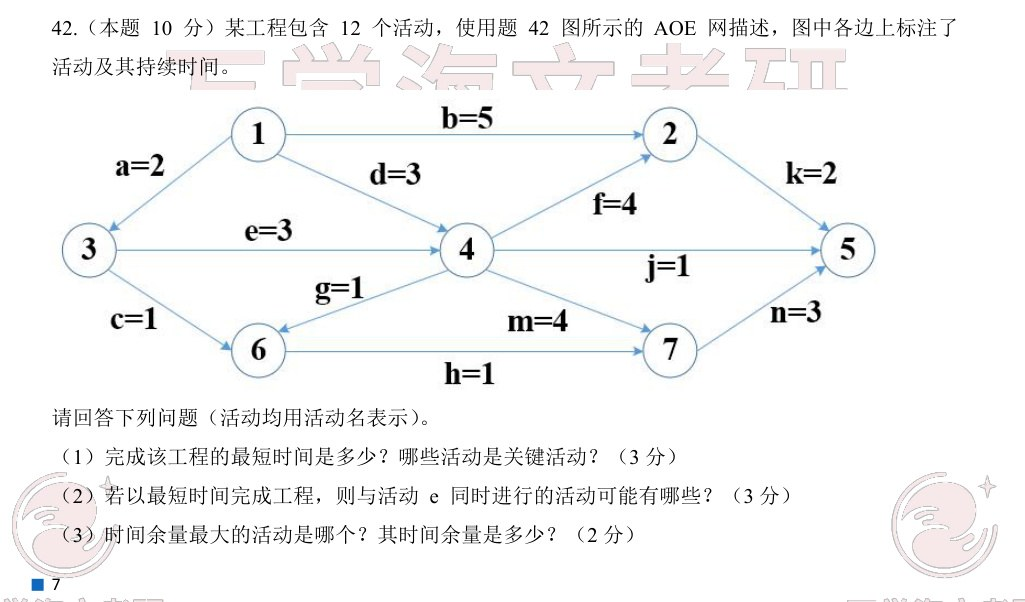 42.（本题 10 分）某工程包含 12 个活动，使用题 42 图所示的 AOE 网描述，图中各边上标注了
活动及其持续时间。
b=5
1
2
a=2
d=3
k=2
f=4
e=3
3
4
5
j=1
g=1
c=1
m=4
n=3
6
7
h=1
请回答下列问题（活动均用活动名表示）。
（1）完成该工程的最短时间是多少？哪些活动是关键活动？（3 分）
（2）若以最短时间完成工程，则与活动 e 同时进行的活动可能有哪些？（3 分）
（3）时间余量最大的活动是哪个？其时间余量是多少？（2 分）
7